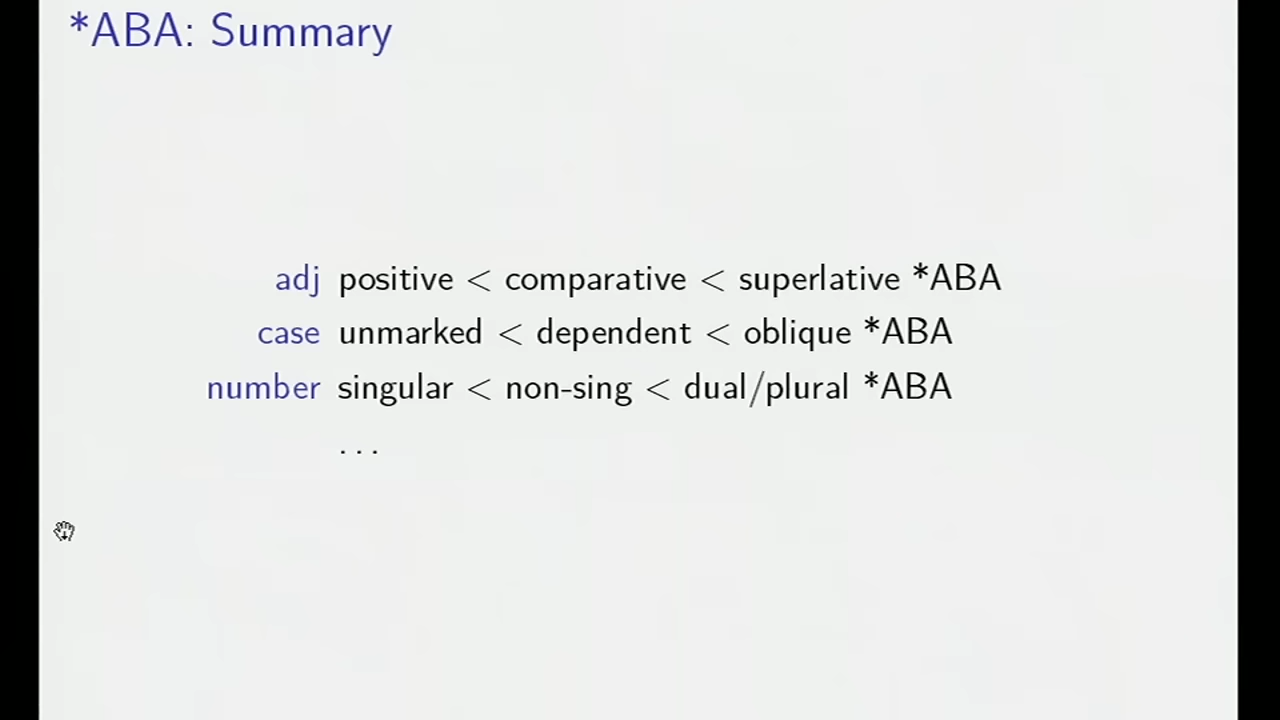 *ABA: Summary
adj positive < comparative < superlative *ABA
case unmarked < dependent < oblique *ABA
number singular < non-sing < dual/plural *ABA
...